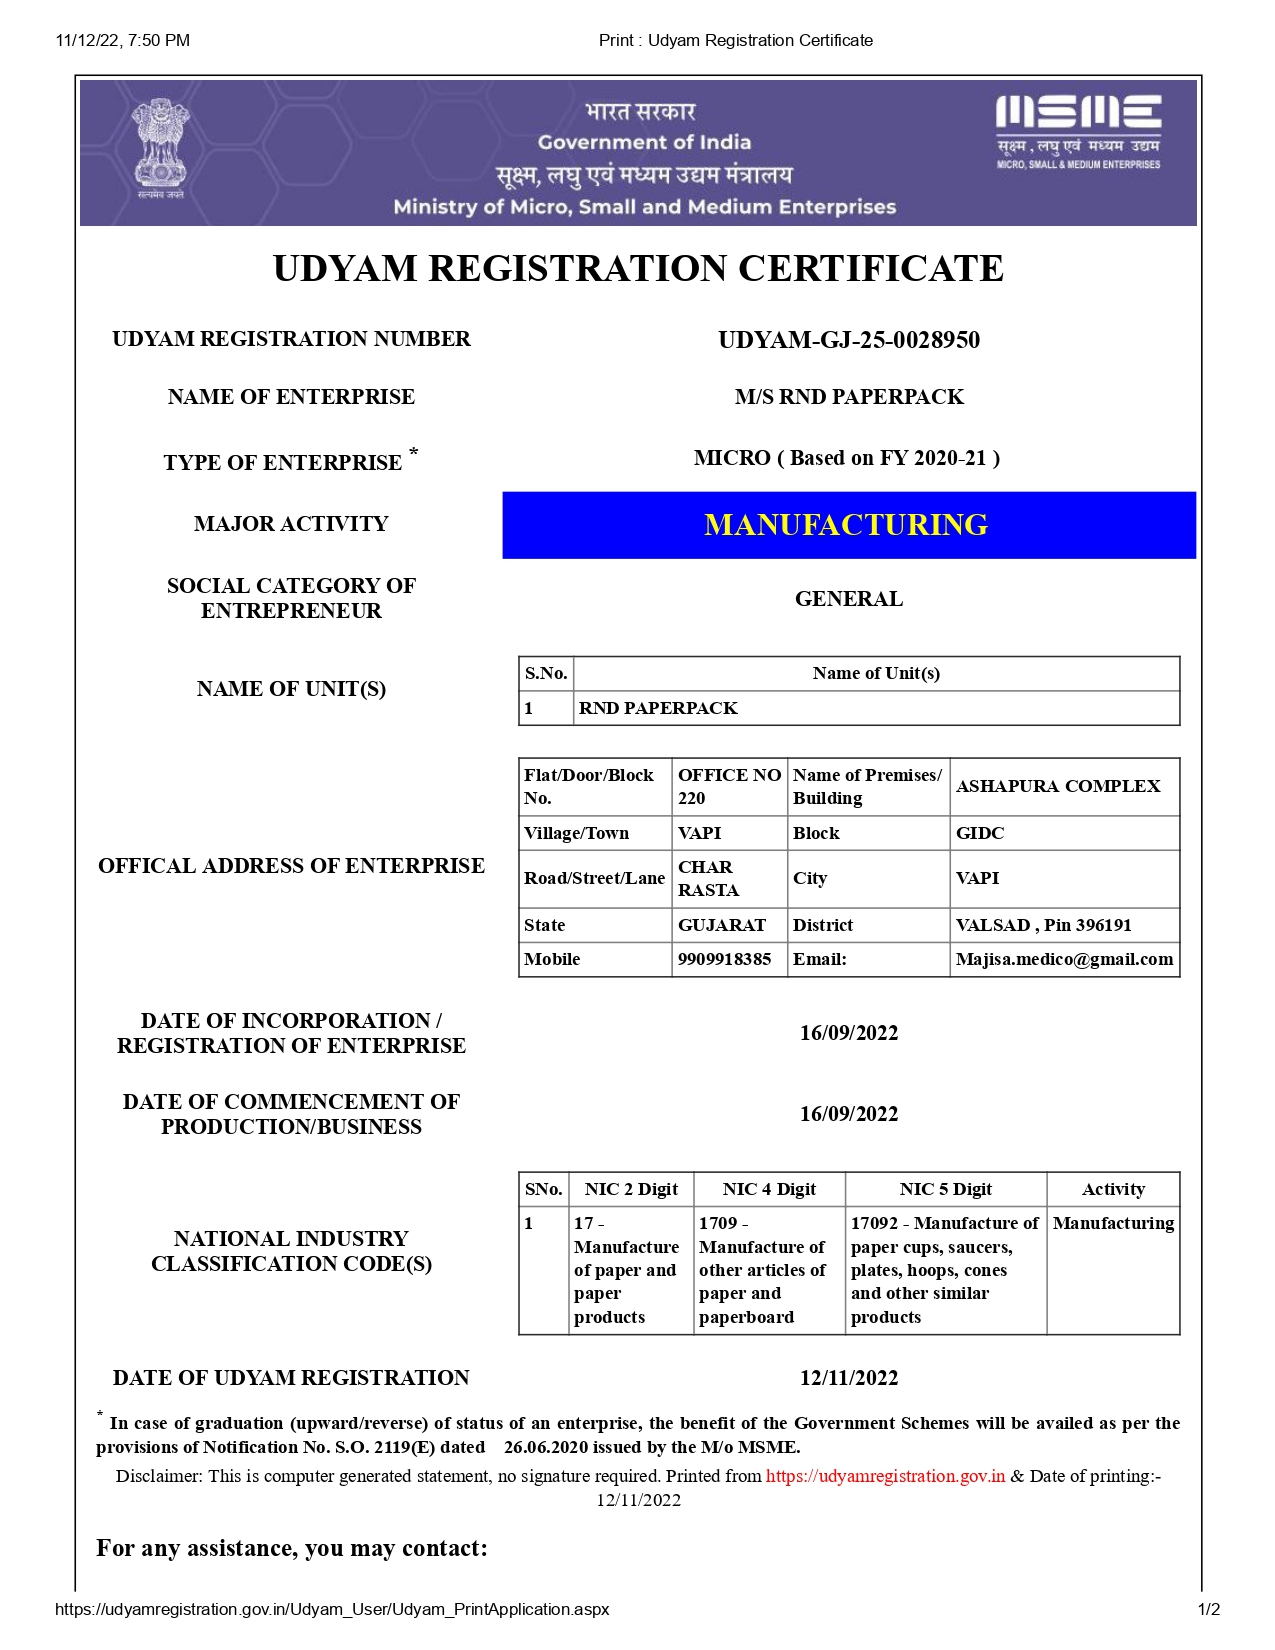 11/12/22, 7:50 PM
Print : Udyam Registration Certificate
भारत सरकार
Government of India
सूक्ष्म, लघु एवं मध्यम उद्यम मंत्रालय
Ministry of Micro, Small and Medium Enterprises
सत्यमेव जयते
MSME
सूक्ष्म , लघु एवं मध्यम उद्यम
MICRO, SMALL & MEDIUM ENTERPRISES
UDYAM REGISTRATION CERTIFICATE
UDYAM REGISTRATION NUMBER
UDYAM-GJ-25-0028950
NAME OF ENTERPRISE
M/S RND PAPERPACK
TYPE OF ENTERPRISE *
MICRO ( Based on FY 2020-21 )
MAJOR ACTIVITY
MANUFACTURING
SOCIAL CATEGORY OF
ENTREPRENEUR
GENERAL
NAME OF UNIT(S)
S.No. Name of Unit(s)
1 RND PAPERPACK
OFFICAL ADDRESS OF ENTERPRISE
Flat/Door/Block
No.
OFFICE NO
220
Name of Premises/
Building
ASHAPURA COMPLEX
Village/Town VAPI Block GIDC
Road/Street/Lane
CHAR
RASTA
City VAPI
State GUJARAT District VALSAD , Pin 396191
Mobile 9909918385 Email: Majisa.medico@gmail.com
DATE OF INCORPORATION /
REGISTRATION OF ENTERPRISE
16/09/2022
DATE OF COMMENCEMENT OF
PRODUCTION/BUSINESS
16/09/2022
NATIONAL INDUSTRY
CLASSIFICATION CODE(S)
SNo. NIC 2 Digit NIC 4 Digit NIC 5 Digit Activity
1
17 -
Manufacture
of paper and
paper
products
1709 -
Manufacture of
other articles of
paper and
paperboard
17092 - Manufacture of
paper cups, saucers,
plates, hoops, cones
and other similar
products
Manufacturing
DATE OF UDYAM REGISTRATION
12/11/2022
* In case of graduation (upward/reverse) of status of an enterprise, the benefit of the Government Schemes will be availed as per the
provisions of Notification No. S.O. 2119(E) dated 26.06.2020 issued by the M/o MSME.
Disclaimer: This is computer generated statement, no signature required. Printed from https://udyamregistration.gov.in & Date of printing:-
12/11/2022
For any assistance, you may contact:
https://udyamregistration.gov.in/Udyam_User/Udyam_PrintApplication.aspx
1/2